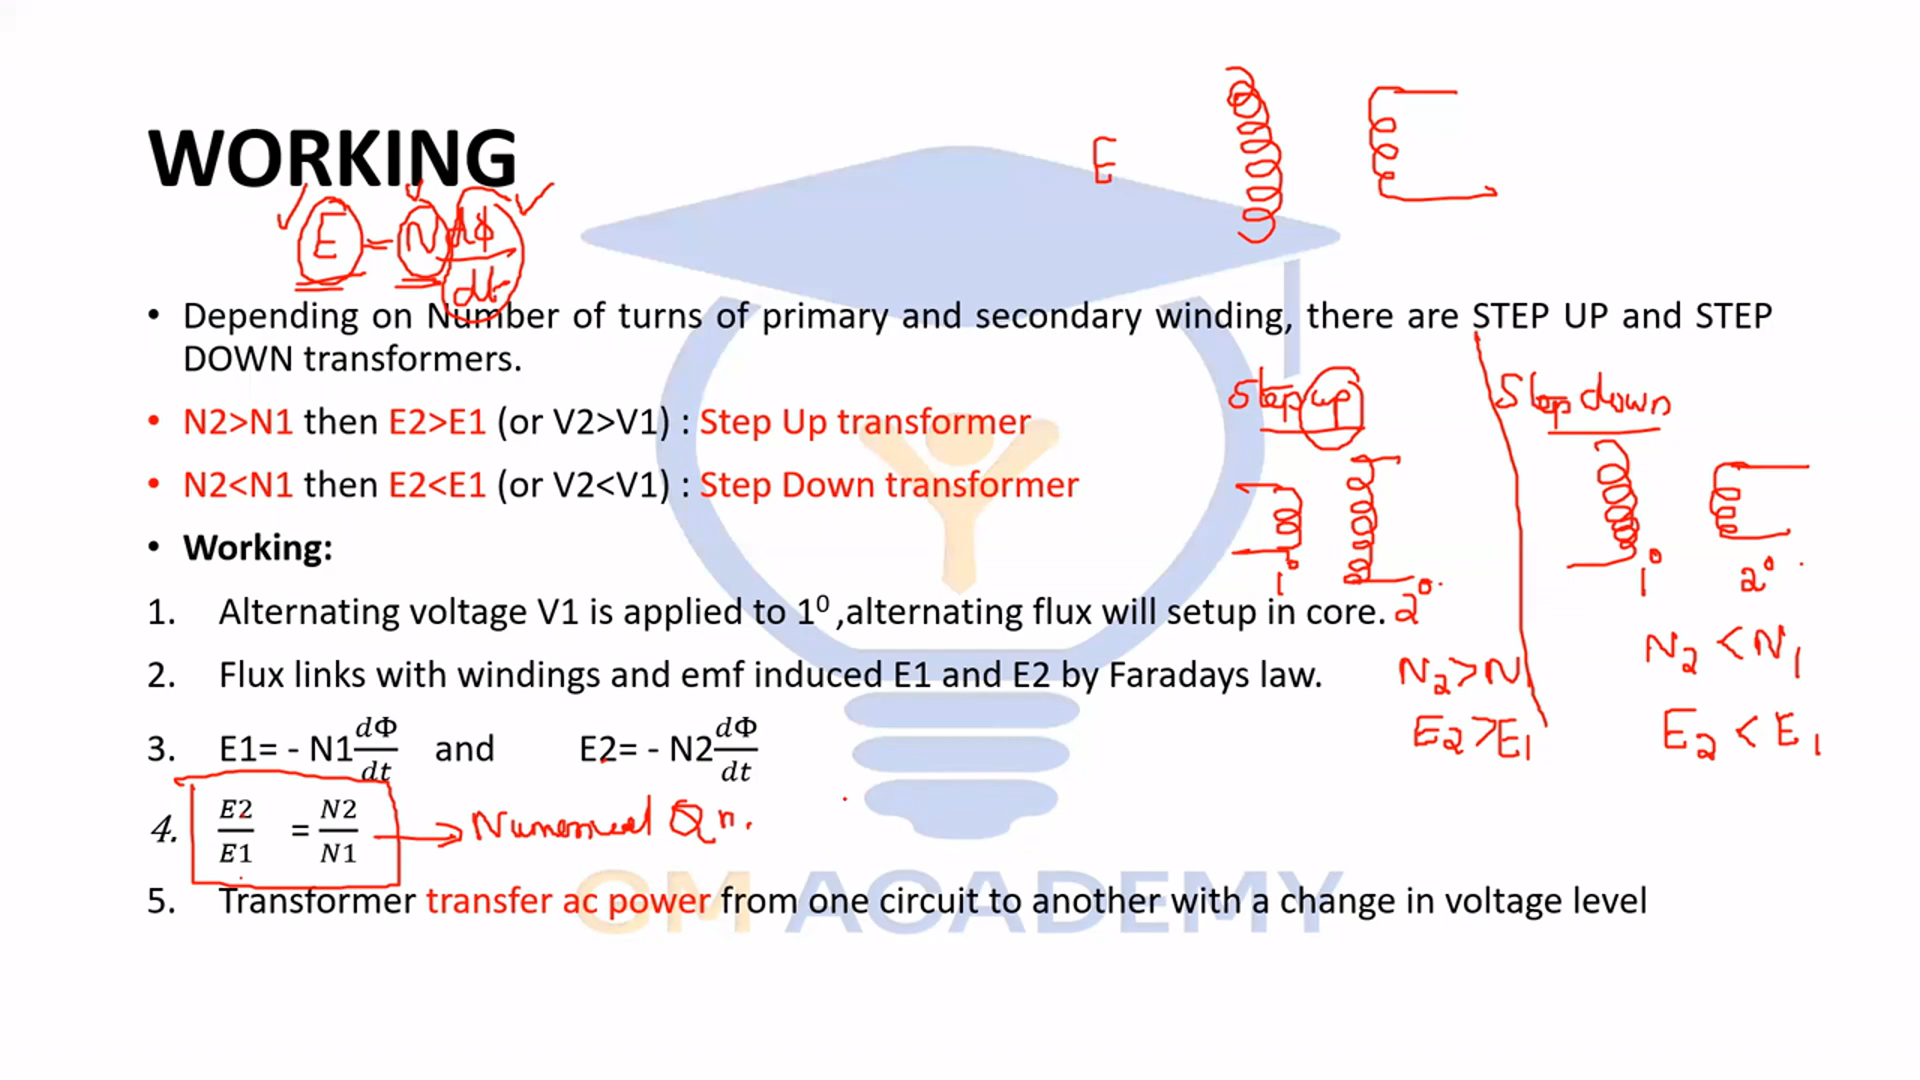 WORKING
E = N dΦ/dt
E
• Depending on Number of turns of primary and secondary winding, there are STEP UP and STEP
DOWN transformers.
• N2>N1 then E2>E1 (or V2>V1) : Step Up transformer
• N2<N1 then E2<E1 (or V2<V1) : Step Down transformer
• Working:
1. Alternating voltage V1 is applied to 1⁰ ,alternating flux will setup in core.
2. Flux links with windings and emf induced E1 and E2 by Faradays law.
3. E1= - N1 dΦ/dt and E2= - N2 dΦ/dt
4. E2/E1 = N2/N1
Numerical Qn.
5. Transformer transfer ac power from one circuit to another with a change in voltage level
Step up
1⁰
2⁰
N2 > N1
E2 > E1
Step down
1⁰
2⁰
N2 < N1
E2 < E1
OM ACADEMY